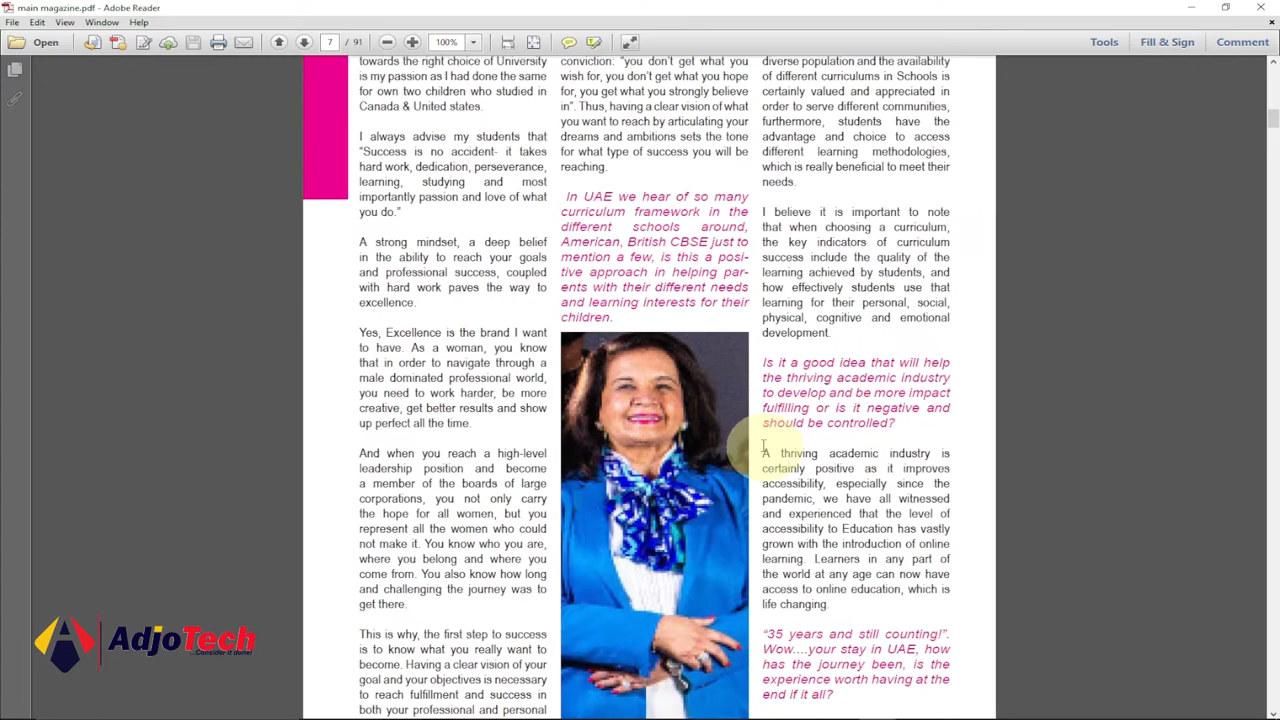 main magazine.pdf - Adobe Reader
File Edit View Window Help
Open 7 / 91 100% Tools Fill & Sign Comment
towards the right choice of University
is my passion as I had done the same
for own two children who studied in
Canada & United states.
I always advise my students that
“Success is no accident- it takes
hard work, dedication, perseverance,
learning, studying and most
importantly passion and love of what
you do.”
A strong mindset, a deep belief
in the ability to reach your goals
and professional success, coupled
with hard work paves the way to
excellence.
Yes, Excellence is the brand I want
to have. As a woman, you know
that in order to navigate through a
male dominated professional world,
you need to work harder, be more
creative, get better results and show
up perfect all the time.
And when you reach a high-level
leadership position and become
a member of the boards of large
corporations, you not only carry
the hope for all women, but you
represent all the women who could
not make it. You know who you are,
where you belong and where you
come from. You also know how long
and challenging the journey was to
get there.
This is why, the first step to success
is to know what you really want to
become. Having a clear vision of your
goal and your objectives is necessary
to reach fulfillment and success in
both your professional and personal
conviction: “you don’t get what you
wish for, you don’t get what you hope
for, you get what you strongly believe
in”. Thus, having a clear vision of what
you want to reach by articulating your
dreams and ambitions sets the tone
for what type of success you will be
reaching.
In UAE we hear of so many
curriculum framework in the
different schools around,
American, British CBSE just to
mention a few, is this a posi-
tive approach in helping par-
ents with their different needs
and learning interests for their
children.
diverse population and the availability
of different curriculums in Schools is
certainly valued and appreciated in
order to serve different communities,
furthermore, students have the
advantage and choice to access
different learning methodologies,
which is really beneficial to meet their
needs.
I believe it is important to note
that when choosing a curriculum,
the key indicators of curriculum
success include the quality of the
learning achieved by students, and
how effectively students use that
learning for their personal, social,
physical, cognitive and emotional
development.
Is it a good idea that will help
the thriving academic industry
to develop and be more impact
fulfilling or is it negative and
should be controlled?
A thriving academic industry is
certainly positive as it improves
accessibility, especially since the
pandemic, we have all witnessed
and experienced that the level of
accessibility to Education has vastly
grown with the introduction of online
learning. Learners in any part of
the world at any age can now have
access to online education, which is
life changing.
“35 years and still counting!”.
Wow....your stay in UAE, how
has the journey been, is the
experience worth having at the
end if it all?
AdjoTech
...Consider it done!